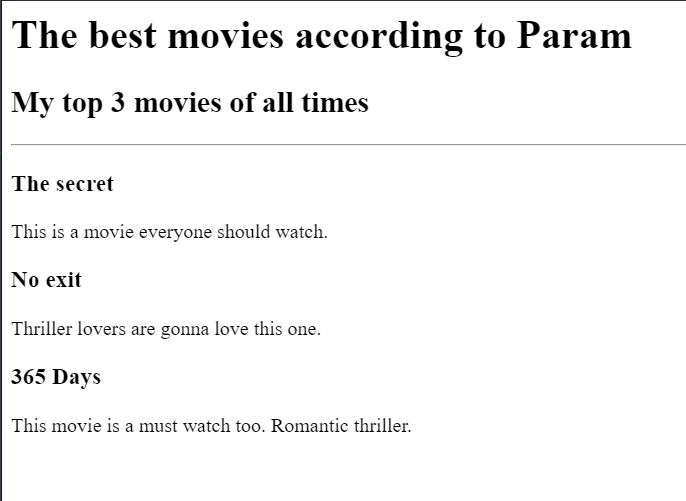 The best movies according to Param
My top 3 movies of all times
The secret
This is a movie everyone should watch.
No exit
Thriller lovers are gonna love this one.
365 Days
This movie is a must watch too. Romantic thriller.